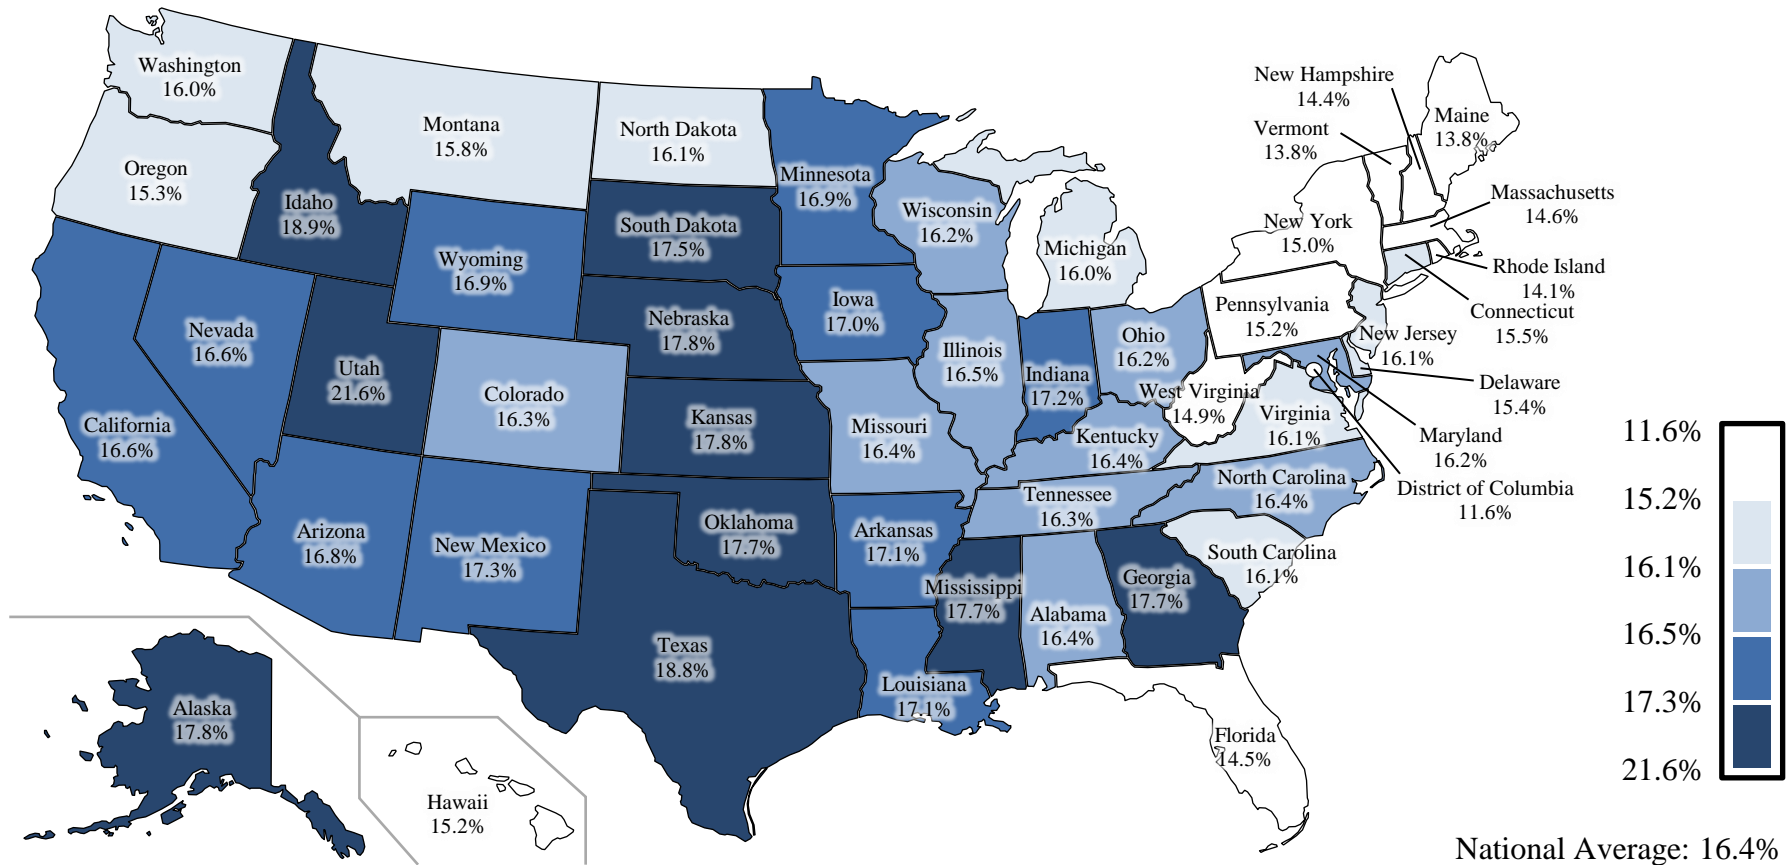 Washington
16.0%
Oregon
15.3%
Idaho
18.9%
Montana
15.8%
North Dakota
16.1%
Minnesota
16.9%
South Dakota
17.5%
Wyoming
16.9%
Wisconsin
16.2%
Michigan
16.0%
New Hampshire
14.4%
Vermont
13.8%
Maine
13.8%
Massachusetts
14.6%
New York
15.0%
Rhode Island
14.1%
Connecticut
15.5%
Pennsylvania
15.2%
New Jersey
16.1%
Delaware
15.4%
Maryland
16.2%
District of Columbia
11.6%
California
16.6%
Nevada
16.6%
Utah
21.6%
Colorado
16.3%
Nebraska
17.8%
Iowa
17.0%
Kansas
17.8%
Missouri
16.4%
Illinois
16.5%
Indiana
17.2%
Ohio
16.2%
West Virginia
14.9%
Virginia
16.1%
Kentucky
16.4%
Tennessee
16.3%
North Carolina
16.4%
South Carolina
16.1%
Arizona
16.8%
New Mexico
17.3%
Oklahoma
17.7%
Arkansas
17.1%
Mississippi
17.7%
Alabama
16.4%
Georgia
17.7%
Texas
18.8%
Louisiana
17.1%
Florida
14.5%
Alaska
17.8%
Hawaii
15.2%
11.6%
15.2%
16.1%
16.5%
17.3%
21.6%
National Average: 16.4%